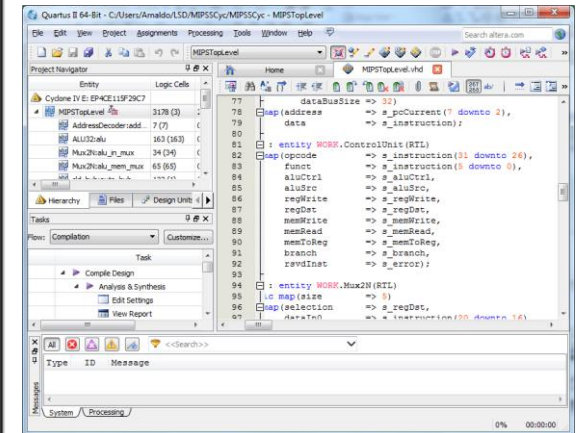 Quartus II 64-Bit - C:/Users/Arnaldo/LSD/MIPSSCyc/MIPSSCyc - MIPSTopLevel
File Edit View Project Assignments Processing Tools Window Help
Search altera.com
MIPSTopLevel
Project Navigator
Home
MIPSTopLevel.vhd
Entity Logic Cells
Cyclone IV E: EP4CE115F29C7
MIPSTopLevel 3178 (3)
AddressDecoder:add... 7 (7)
ALU32:alu 163 (163)
Mux2N:alu_in_mux 34 (34)
Mux2N:alu_mem_mux 65 (65)
Hierarchy Files Design Units
Tasks
Flow: Compilation Customize...
Task
Compile Design
Analysis & Synthesis
Edit Settings
View Report
77 dataBusSize => 32)
78 map(address => s_pcCurrent(7 downto 2),
79 data => s_instruction);
80
81 : entity WORK.ControlUnit(RTL)
82 map(opcode => s_instruction(31 downto 26),
83 funct => s_instruction(5 downto 0),
84 aluCtrl => s_aluCtrl,
85 aluSrc => s_aluSrc,
86 regWrite => s_regWrite,
87 regDst => s_regDst,
88 memWrite => s_memWrite,
89 memRead => s_memRead,
90 memToReg => s_memToReg,
91 branch => s_branch,
92 rsvdInst => s_error);
93
94 : entity WORK.Mux2N(RTL)
95 ic map(size => 5)
96 map(selection => s_regDst,
97 dataIn0 => s_instruction(20 downto 16),
All
<<Search>>
Type ID Message
Messages
System Processing
0% 00:00:00